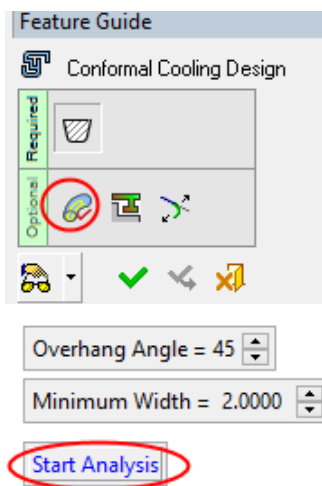 Feature Guide
Conformal Cooling Design
Required
Optional
Overhang Angle = 45
Minimum Width = 2.0000
Start Analysis